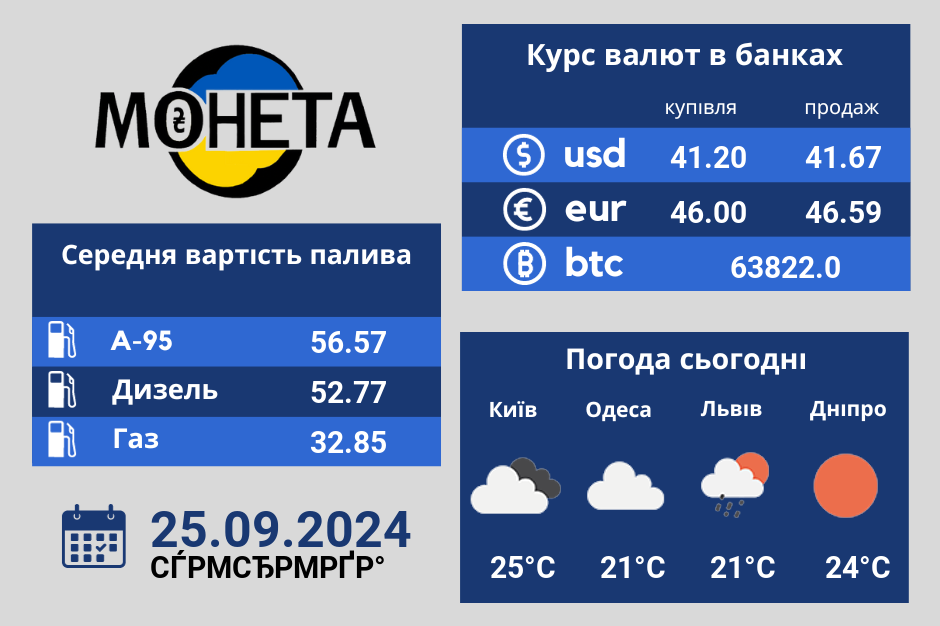 МОНЕТА
Курс валют в банках
купівля продаж
usd 41.20 41.67
eur 46.00 46.59
btc 63822.0
Середня вартість палива
А-95 56.57
Дизель 52.77
Газ 32.85
25.09.2024
СЃРМСЂРМРҐР°
Погода сьогодні
Київ Одеса Львів Дніпро
25°C 21°C 21°C 24°C